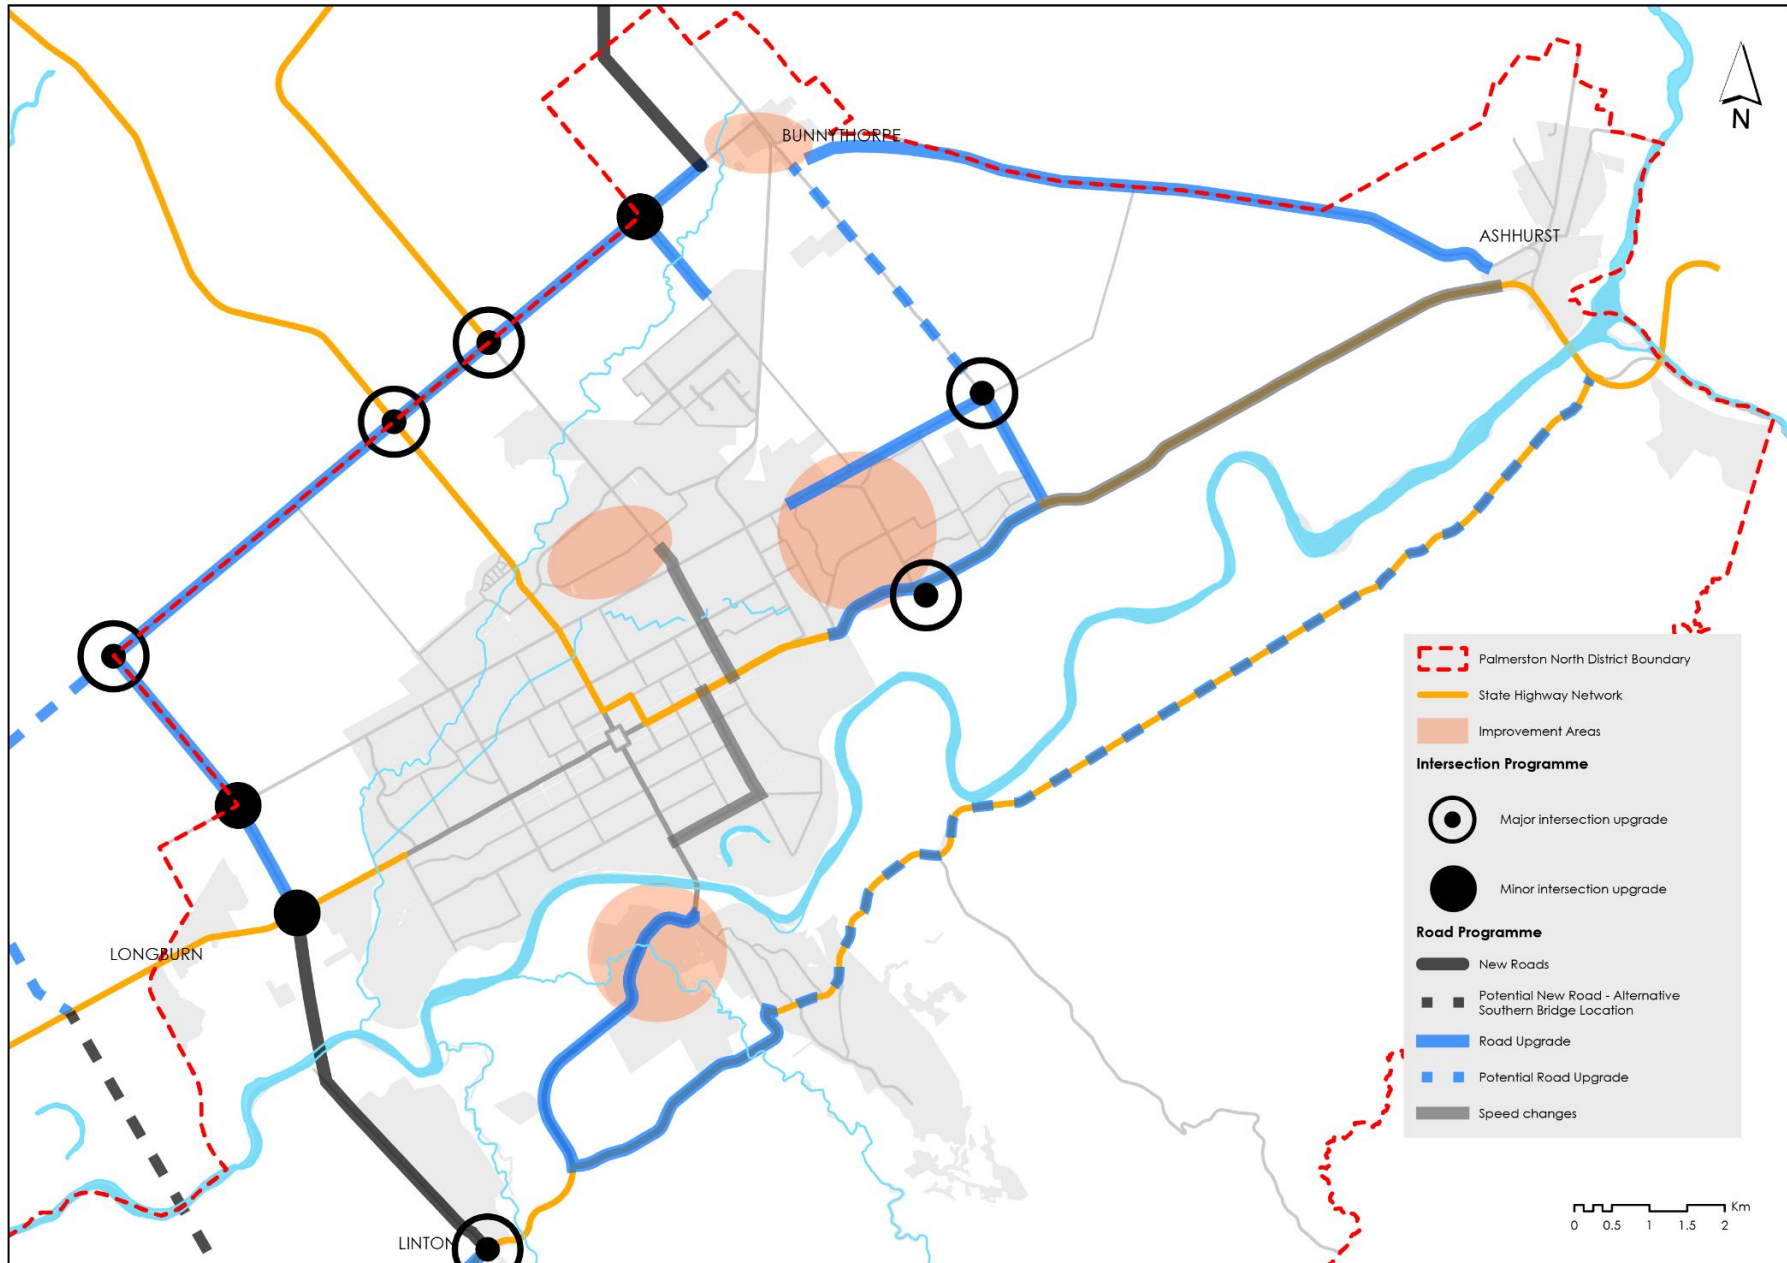 N
BUNNYTHORPE
ASHHURST
LONGBURN
LINTON
Palmerston North District Boundary
State Highway Network
Improvement Areas
Intersection Programme
Major intersection upgrade
Minor intersection upgrade
Road Programme
New Roads
Potential New Road - Alternative
Southern Bridge Location
Road Upgrade
Potential Road Upgrade
Speed changes
Km
0 0.5 1 1.5 2